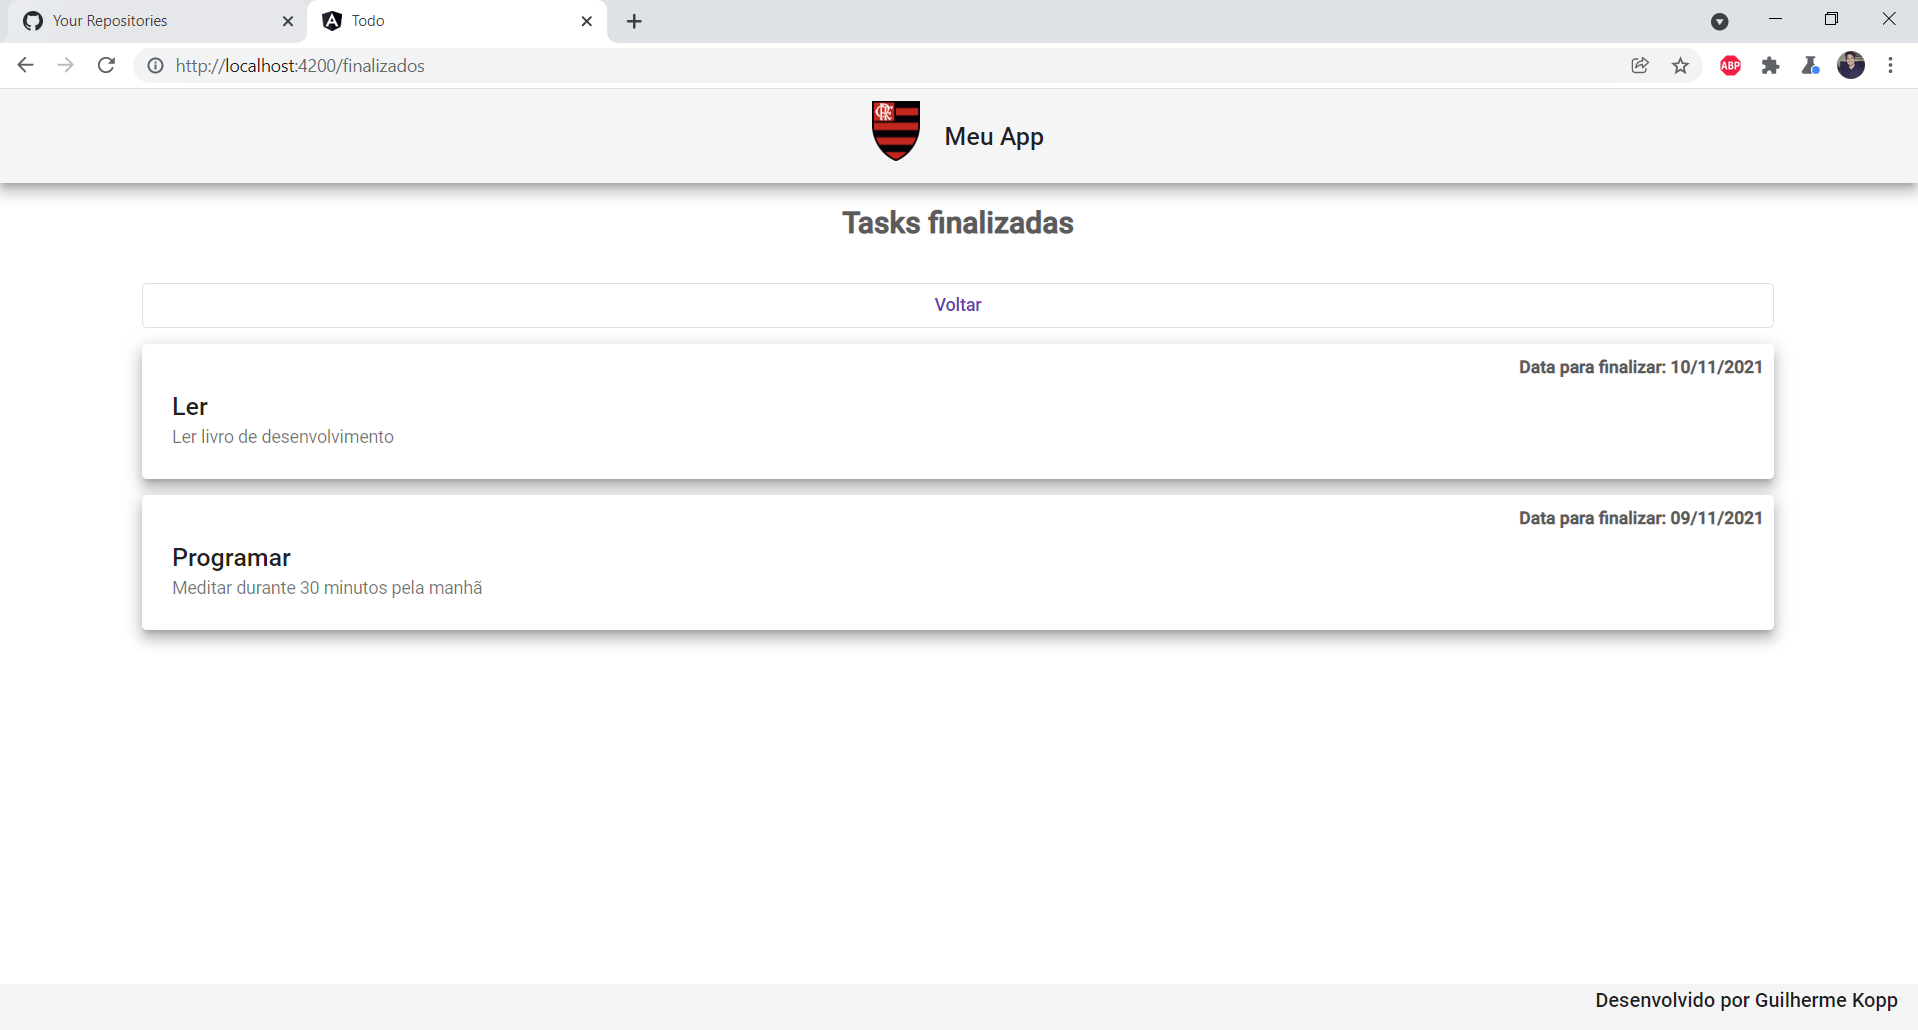 Your Repositories
Todo
http://localhost:4200/finalizados
ABP
CRF
Meu App
Tasks finalizadas
Voltar
Data para finalizar: 10/11/2021
Ler
Ler livro de desenvolvimento
Data para finalizar: 09/11/2021
Programar
Meditar durante 30 minutos pela manhã
Desenvolvido por Guilherme Kopp